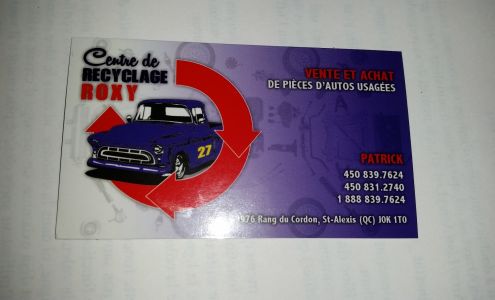 Centre de
RECYCLAGE
ROXY
27
VENTE ET ACHAT
DE PIÈCES D'AUTOS USAGÉES
PATRICK
450 839.7624
450 831.2740
1 888 839.7624
976 Rang du Cordon, St-Alexis (QC) J0K 1T0